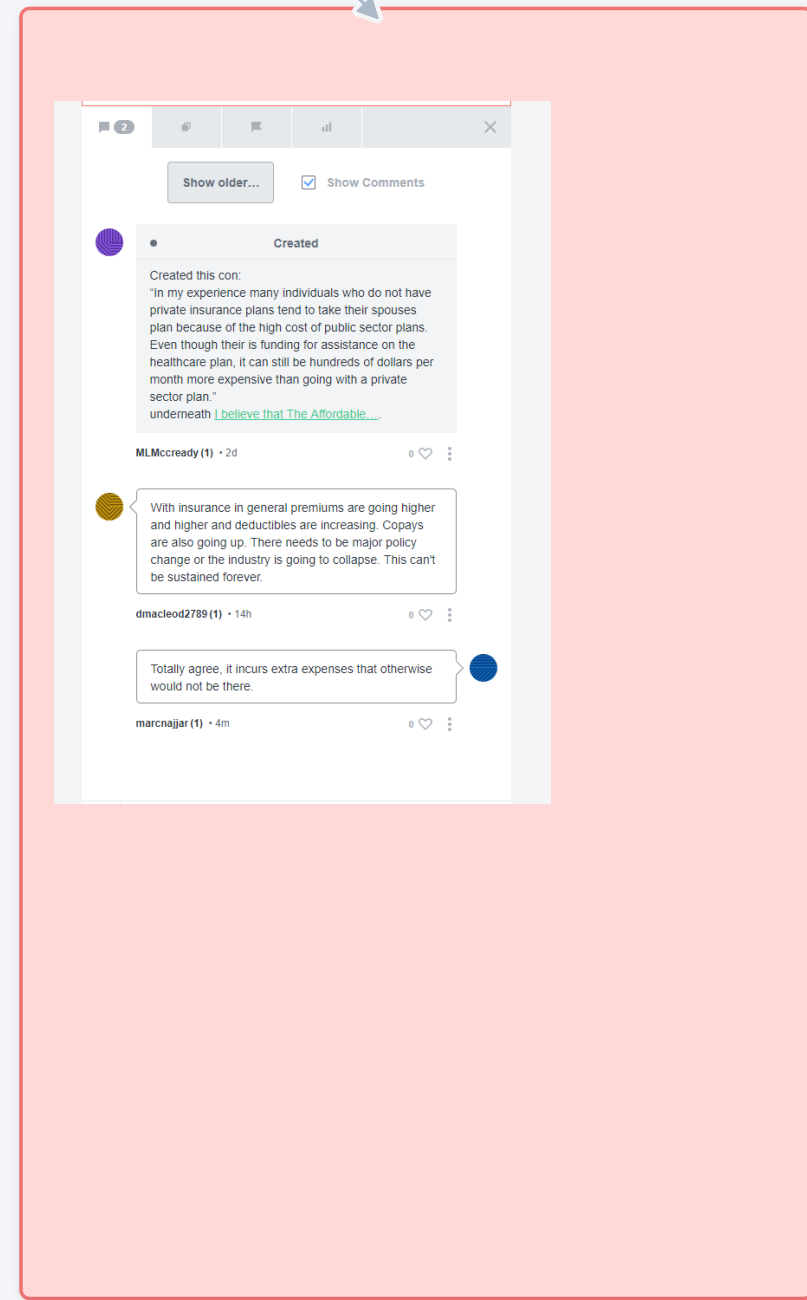 2
Show older...
Show Comments
Created
Created this con:
“In my experience many individuals who do not have
private insurance plans tend to take their spouses
plan because of the high cost of public sector plans.
Even though their is funding for assistance on the
healthcare plan, it can still be hundreds of dollars per
month more expensive than going with a private
sector plan.”
underneath I believe that The Affordable....
MLMccready (1) • 2d
0
With insurance in general premiums are going higher
and higher and deductibles are increasing. Copays
are also going up. There needs to be major policy
change or the industry is going to collapse. This can't
be sustained forever.
dmacleod2789 (1) • 14h
0
Totally agree, it incurs extra expenses that otherwise
would not be there.
marcnajjar (1) • 4m
0